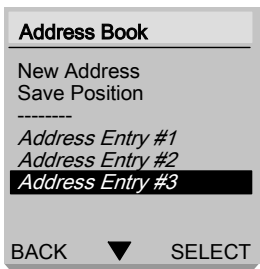 Address Book
New Address
Save Position
--------
Address Entry #1
Address Entry #2
Address Entry #3
BACK ▼ SELECT